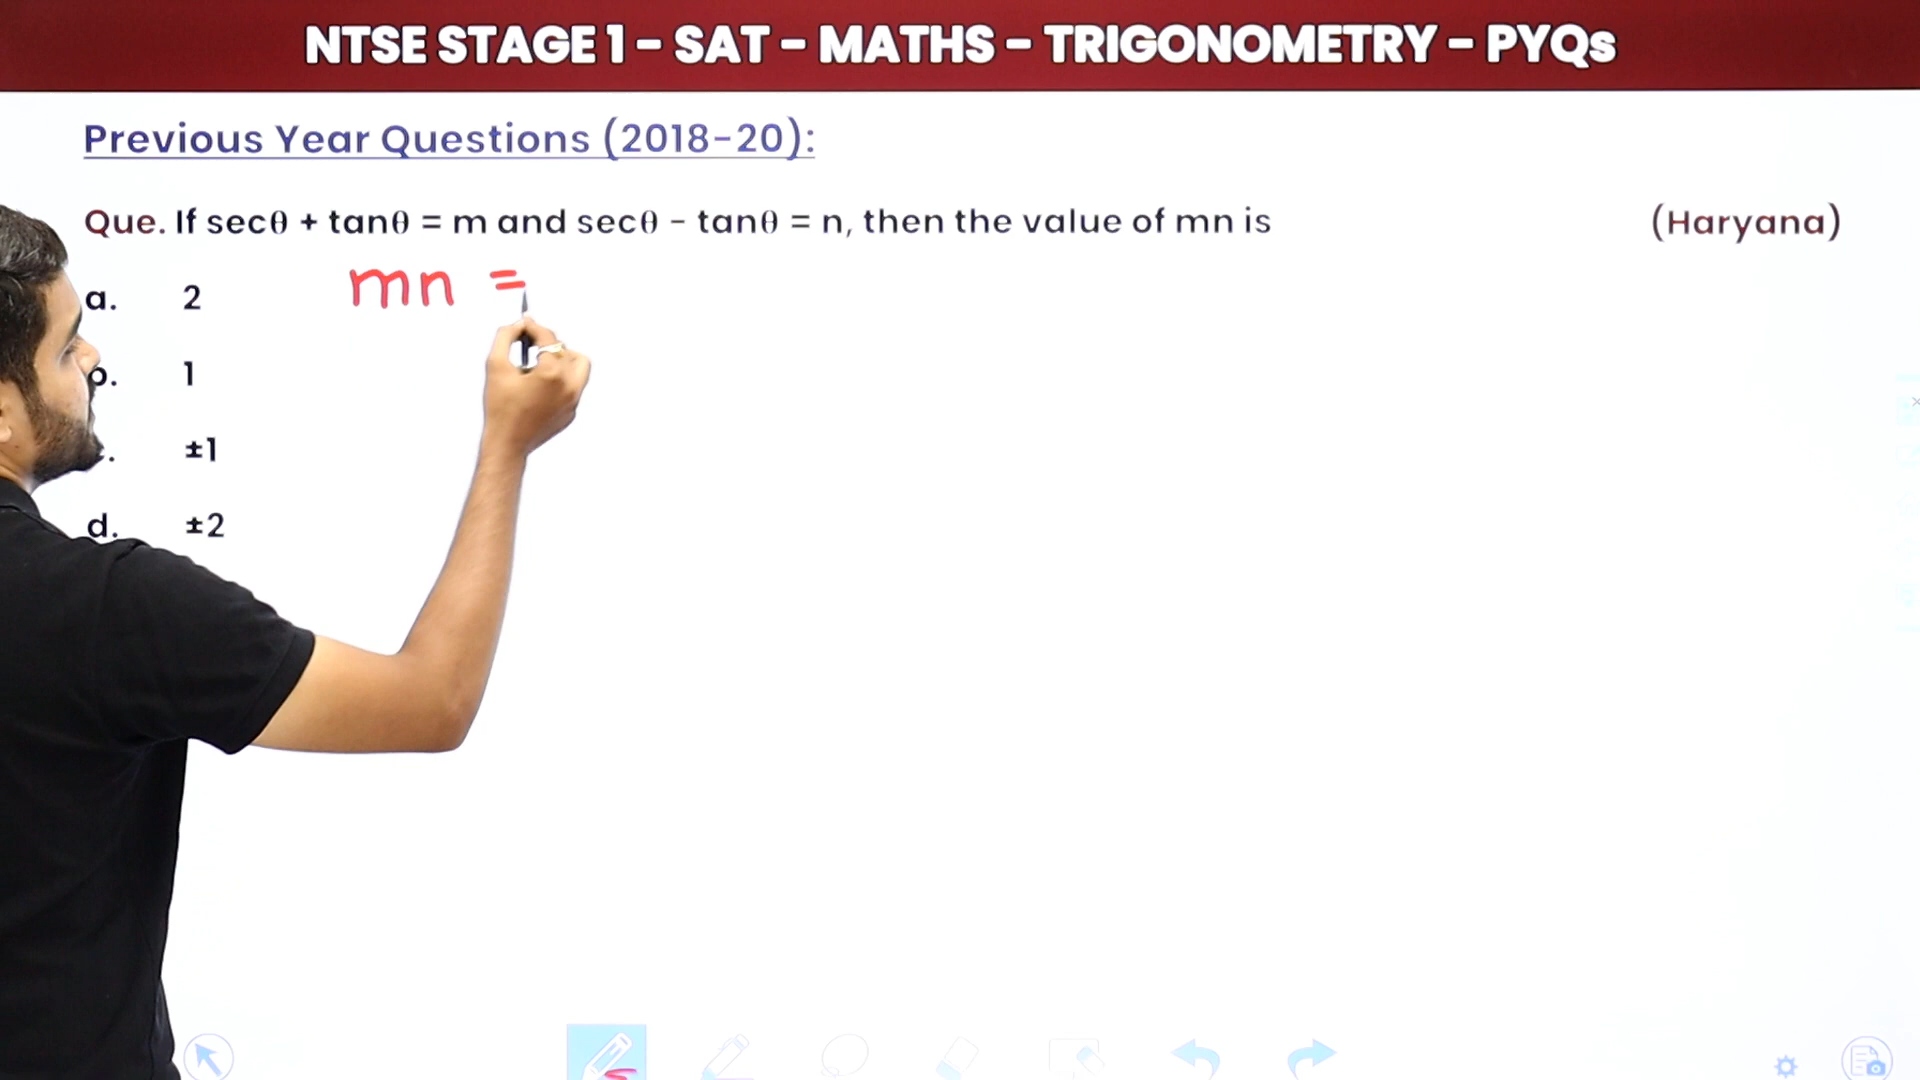 NTSE STAGE 1 – SAT – MATHS – TRIGONOMETRY – PYQs
Previous Year Questions (2018-20):
Que. If secθ + tanθ = m and secθ - tanθ = n, then the value of mn is (Haryana)
mn =
a. 2
b. 1
. ±1
d. ±2